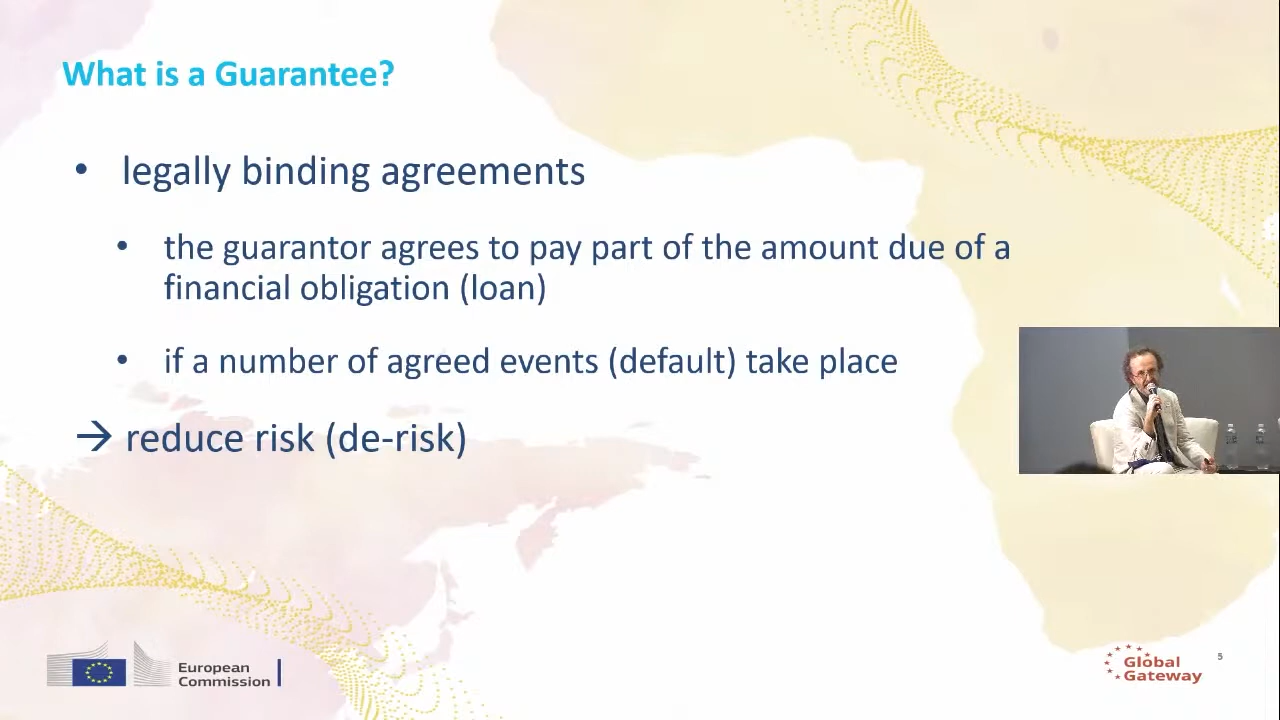 What is a Guarantee?
• legally binding agreements
• the guarantor agrees to pay part of the amount due of a
financial obligation (loan)
• if a number of agreed events (default) take place
→ reduce risk (de-risk)
European
Commission
Global
Gateway
5